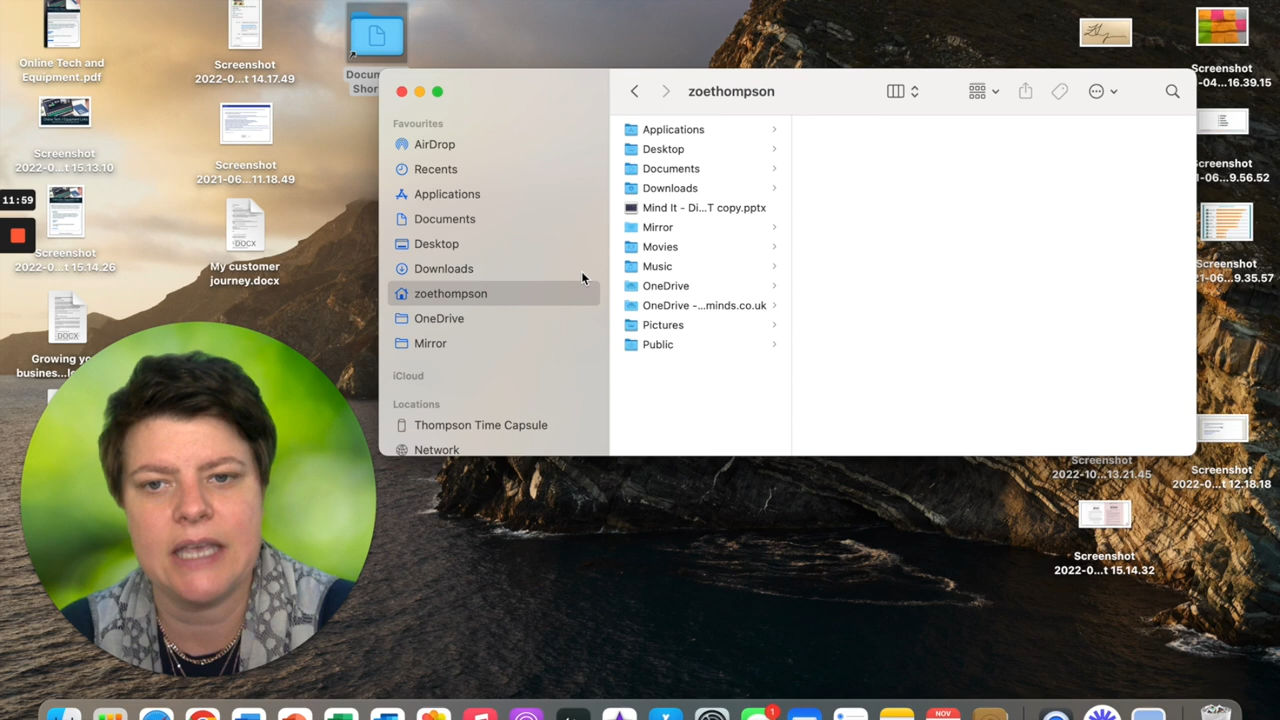 Online Tech and
Equipment.pdf
Screenshot
2022-0...t 14.17.49
Screenshot
2022-0...t 15.13.10
Screenshot
2021-06...11.18.49
11:59
Screenshot
2022-0...t 15.14.26
DOCX
My customer
journey.docx
DOCX
Growing yo
busines...l
Docum
Shor
zoethompson
Favourites
AirDrop
Recents
Applications
Documents
Desktop
Downloads
zoethompson
OneDrive
Mirror
iCloud
Locations
Thompson Time Capsule
Network
Applications
Desktop
Documents
Downloads
Mind It - Di...T copy.pptx
Mirror
Movies
Music
OneDrive
OneDrive -...minds.co.uk
Pictures
Public
Screenshot
-04...16.39.15
Screenshot
1-06...9.56.52
Screenshot
1-06...9.35.57
Screenshot
2022-10...13.21.45
Screenshot
2022-0...t 12.18.18
Screenshot
2022-0...t 15.14.32
1
NOV